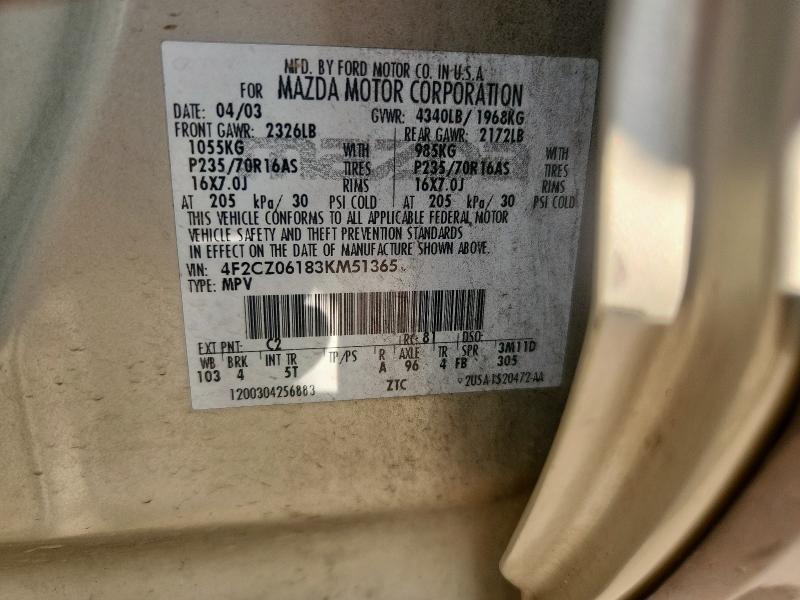 MFD. BY FORD MOTOR CO. IN U.S.A
FOR MAZDA MOTOR CORPORATION
DATE: 04/03 GVWR: 4340LB/ 1968KG
FRONT GAWR: 2326LB REAR GAWR: 2172LB
1055KG WITH 985KG WITH
P235/70R16AS TIRES P235/70R16AS TIRES
16X7.0J RIMS 16X7.0J RIMS
AT 205 kPa/ 30 PSI COLD AT 205 kPa/ 30 PSI COLD
THIS VEHICLE CONFORMS TO ALL APPLICABLE FEDERAL MOTOR
VEHICLE SAFETY AND THEFT PREVENTION STANDARDS
IN EFFECT ON THE DATE OF MANUFACTURE SHOWN ABOVE.
VIN: 4F2CZ06183KM51365
TYPE: MPV
EXT PNT: C2 RC: 81 DSO:
WB BRK INT TR TP/PS R AXLE TR SPR 3M11D
103 4 5T A 96 4 FB 305
1200304256883 ZTC